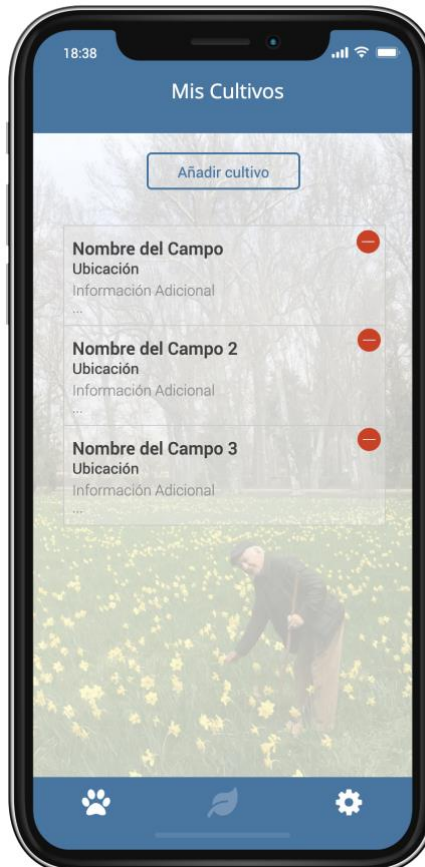 18:38
Mis Cultivos
Añadir cultivo
Nombre del Campo
Ubicación
Información Adicional
...
Nombre del Campo 2
Ubicación
Información Adicional
...
Nombre del Campo 3
Ubicación
Información Adicional
...